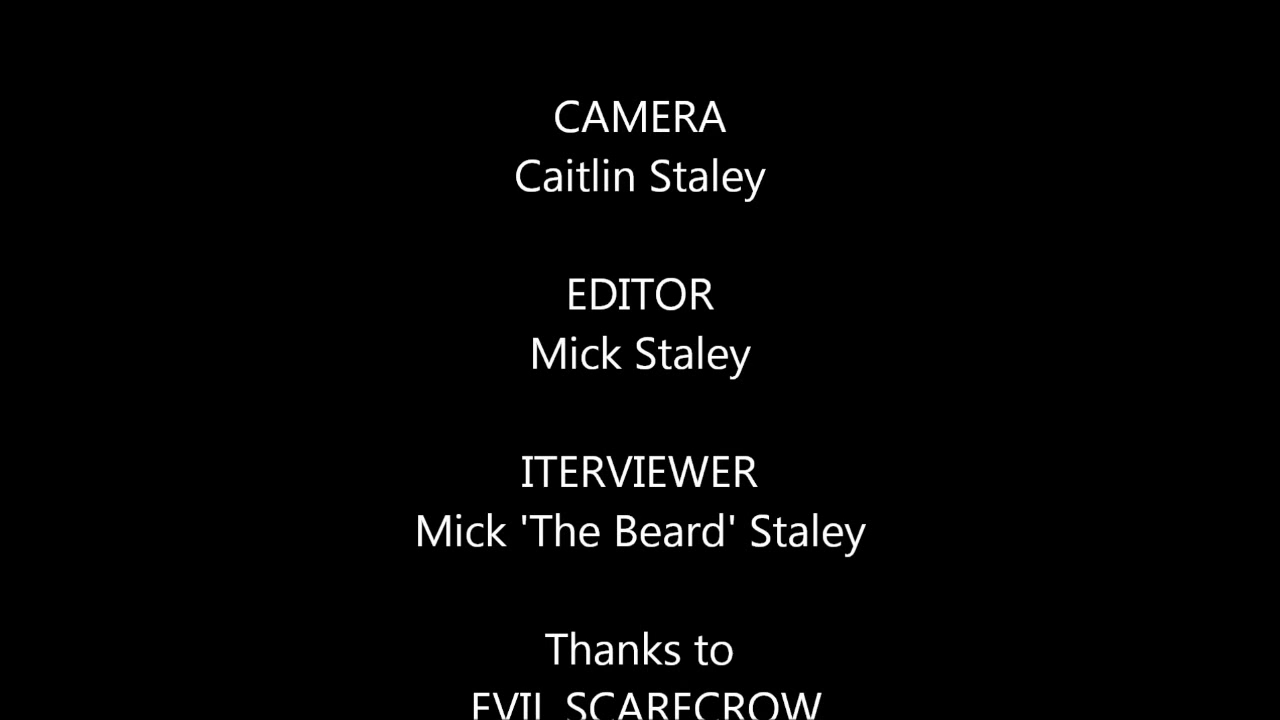 CAMERA
Caitlin Staley
EDITOR
Mick Staley
ITERVIEWER
Mick 'The Beard' Staley
Thanks to
EVIL SCARECROW